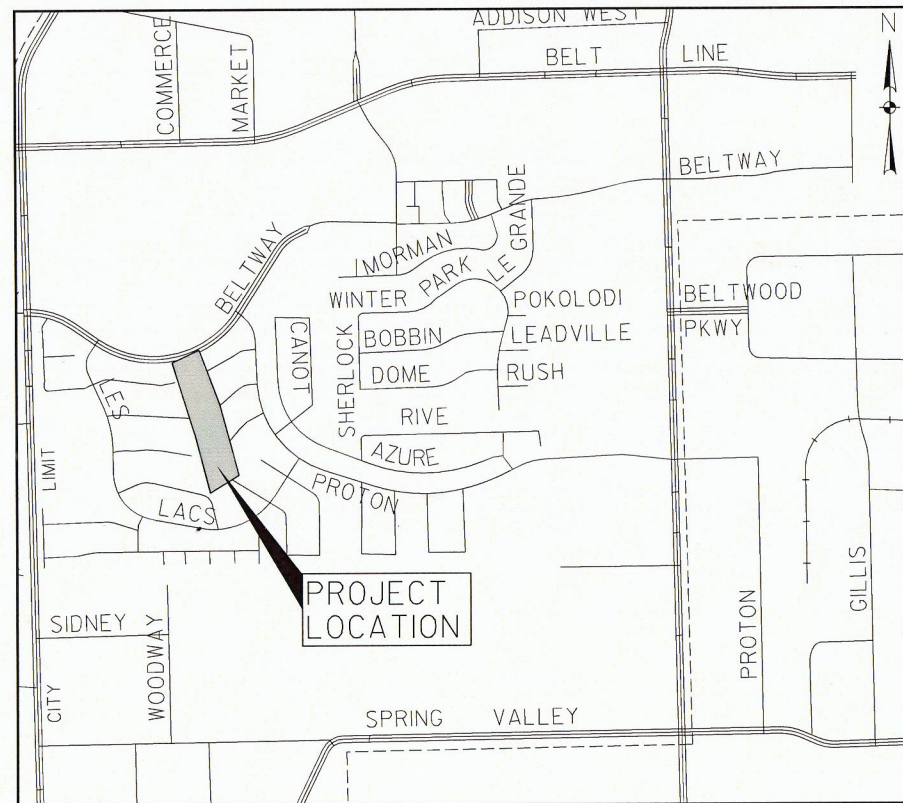 ADDISON WEST
N
COMMERCE
MARKET
BELT LINE
BELTWAY
BELTWAY
LE GRANDE
MORMAN
WINTER PARK
POKOLODI
BELTWOOD
PKWY
CANOT
SHERLOCK
BOBBIN
LEADVILLE
DOME
RUSH
LES
RIVE
AZURE
LIMIT
PROTON
LACS
PROJECT
LOCATION
SIDNEY
WOODWAY
CITY
PROTON
GILLIS
SPRING VALLEY